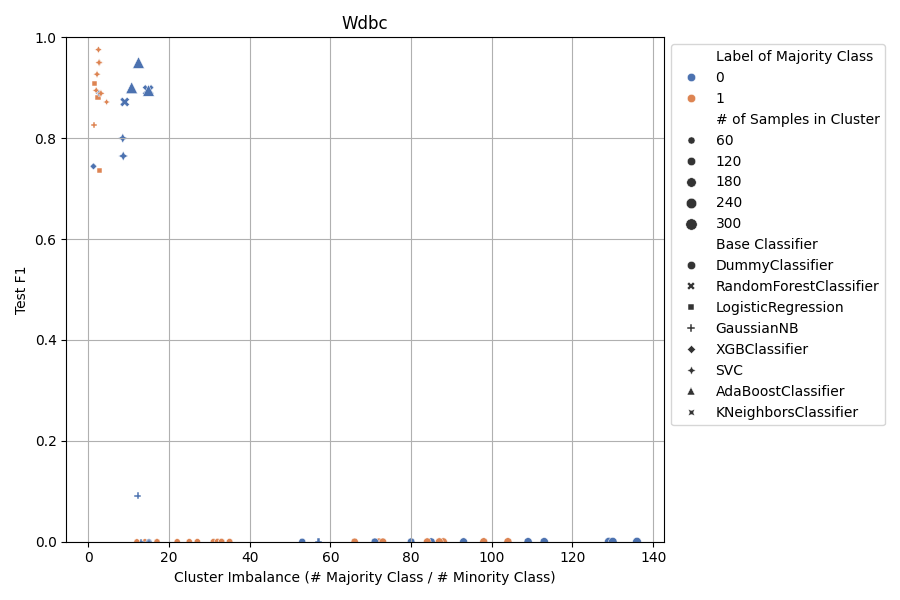 Wdbc
1.0
0.8
0.6
0.4
0.2
0.0
Test F1
0 20 40 60 80 100 120 140
Cluster Imbalance (# Majority Class / # Minority Class)
Label of Majority Class
0
1
# of Samples in Cluster
60
120
180
240
300
Base Classifier
DummyClassifier
RandomForestClassifier
LogisticRegression
GaussianNB
XGBClassifier
SVC
AdaBoostClassifier
KNeighborsClassifier